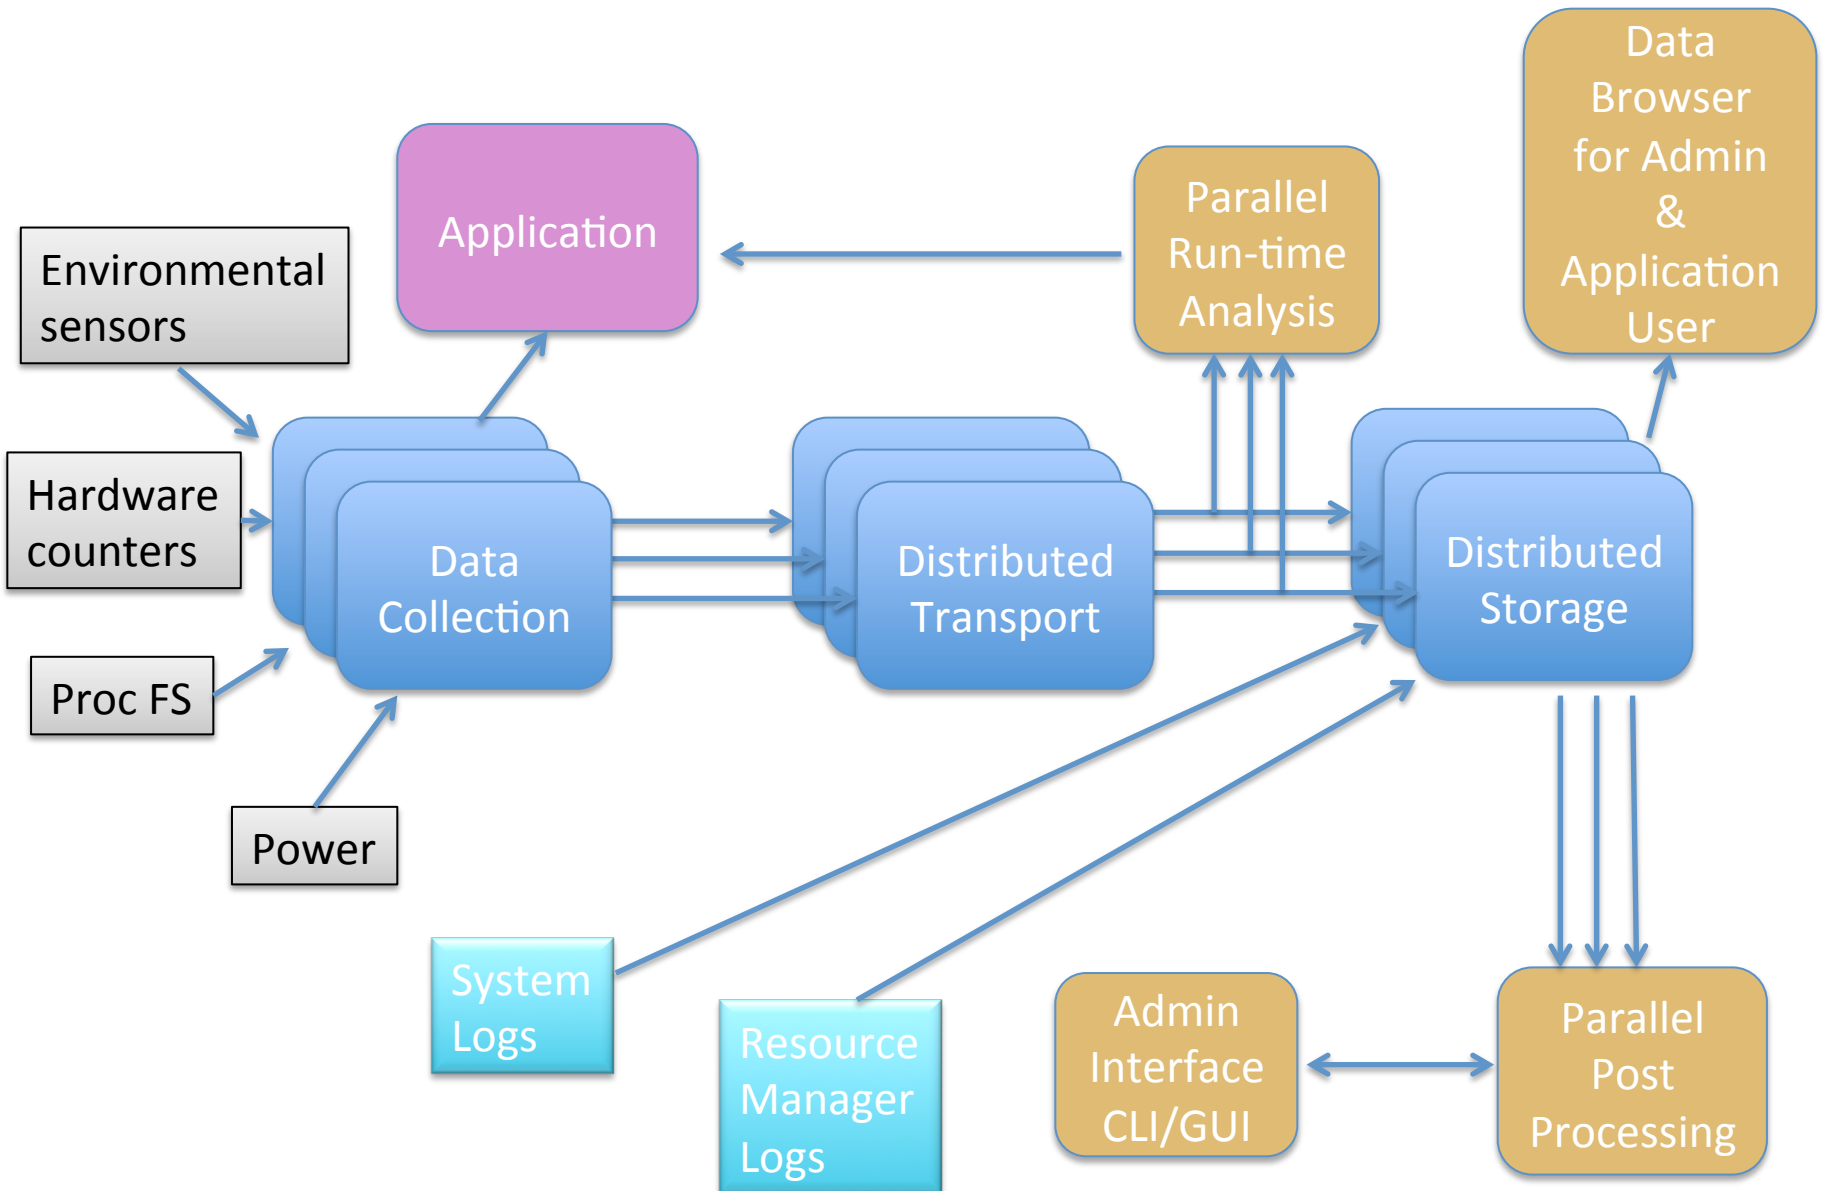 Data
Browser
for Admin
&
Application
User
Application
Parallel
Run-time
Analysis
Environmental
sensors
Hardware
counters
Data
Collection
Distributed
Transport
Distributed
Storage
Proc FS
Power
System
Logs
Resource
Manager
Logs
Admin
Interface
CLI/GUI
Parallel
Post
Processing